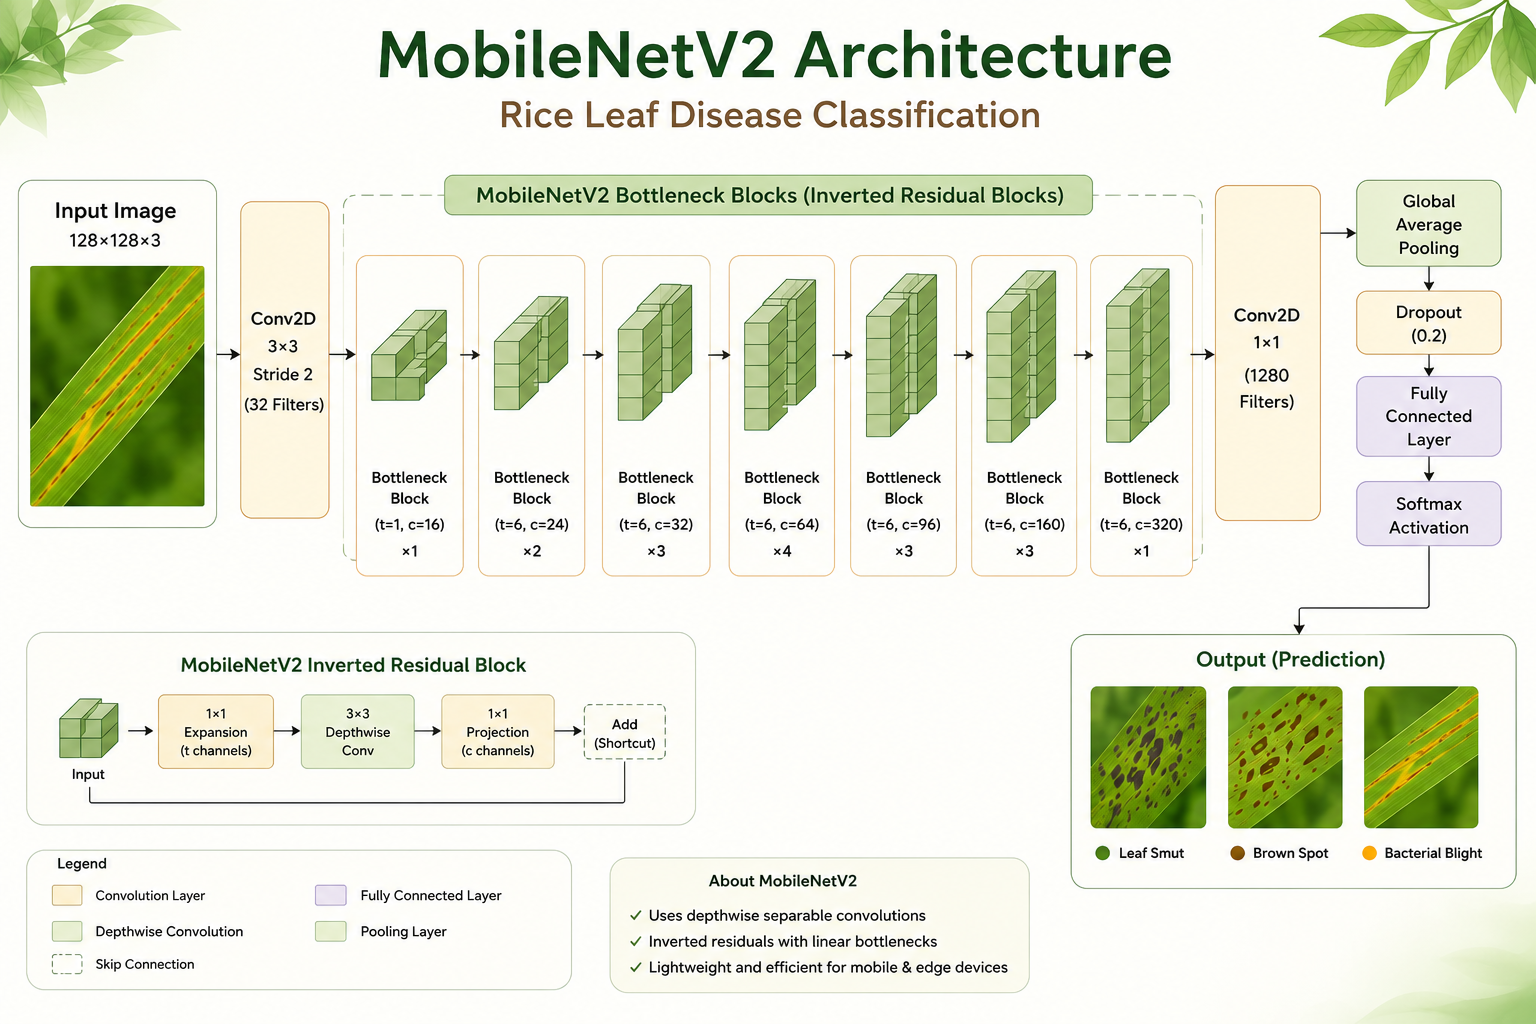 MobileNetV2 Architecture
Rice Leaf Disease Classification
Input Image
128×128×3
Conv2D
3×3
Stride 2
(32 Filters)
MobileNetV2 Bottleneck Blocks (Inverted Residual Blocks)
Bottleneck
Block
(t=1, c=16)
×1
Bottleneck
Block
(t=6, c=24)
×2
Bottleneck
Block
(t=6, c=32)
×3
Bottleneck
Block
(t=6, c=64)
×4
Bottleneck
Block
(t=6, c=96)
×3
Bottleneck
Block
(t=6, c=160)
×3
Bottleneck
Block
(t=6, c=320)
×1
Conv2D
1×1
(1280
Filters)
Global
Average
Pooling
Dropout
(0.2)
Fully
Connected
Layer
Softmax
Activation
MobileNetV2 Inverted Residual Block
Input
1×1
Expansion
(t channels)
3×3
Depthwise
Conv
1×1
Projection
(c channels)
Add
(Shortcut)
Output (Prediction)
Leaf Smut
Brown Spot
Bacterial Blight
Legend
Convolution Layer
Fully Connected Layer
Depthwise Convolution
Pooling Layer
Skip Connection
About MobileNetV2
✓ Uses depthwise separable convolutions
✓ Inverted residuals with linear bottlenecks
✓ Lightweight and efficient for mobile & edge devices